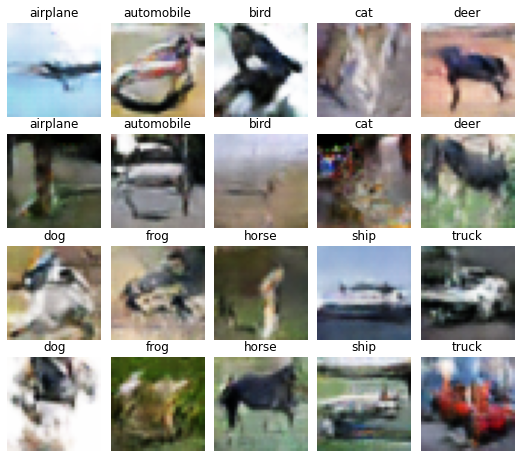 airplane automobile bird cat deer
airplane automobile bird cat deer
dog frog horse ship truck
dog frog horse ship truck